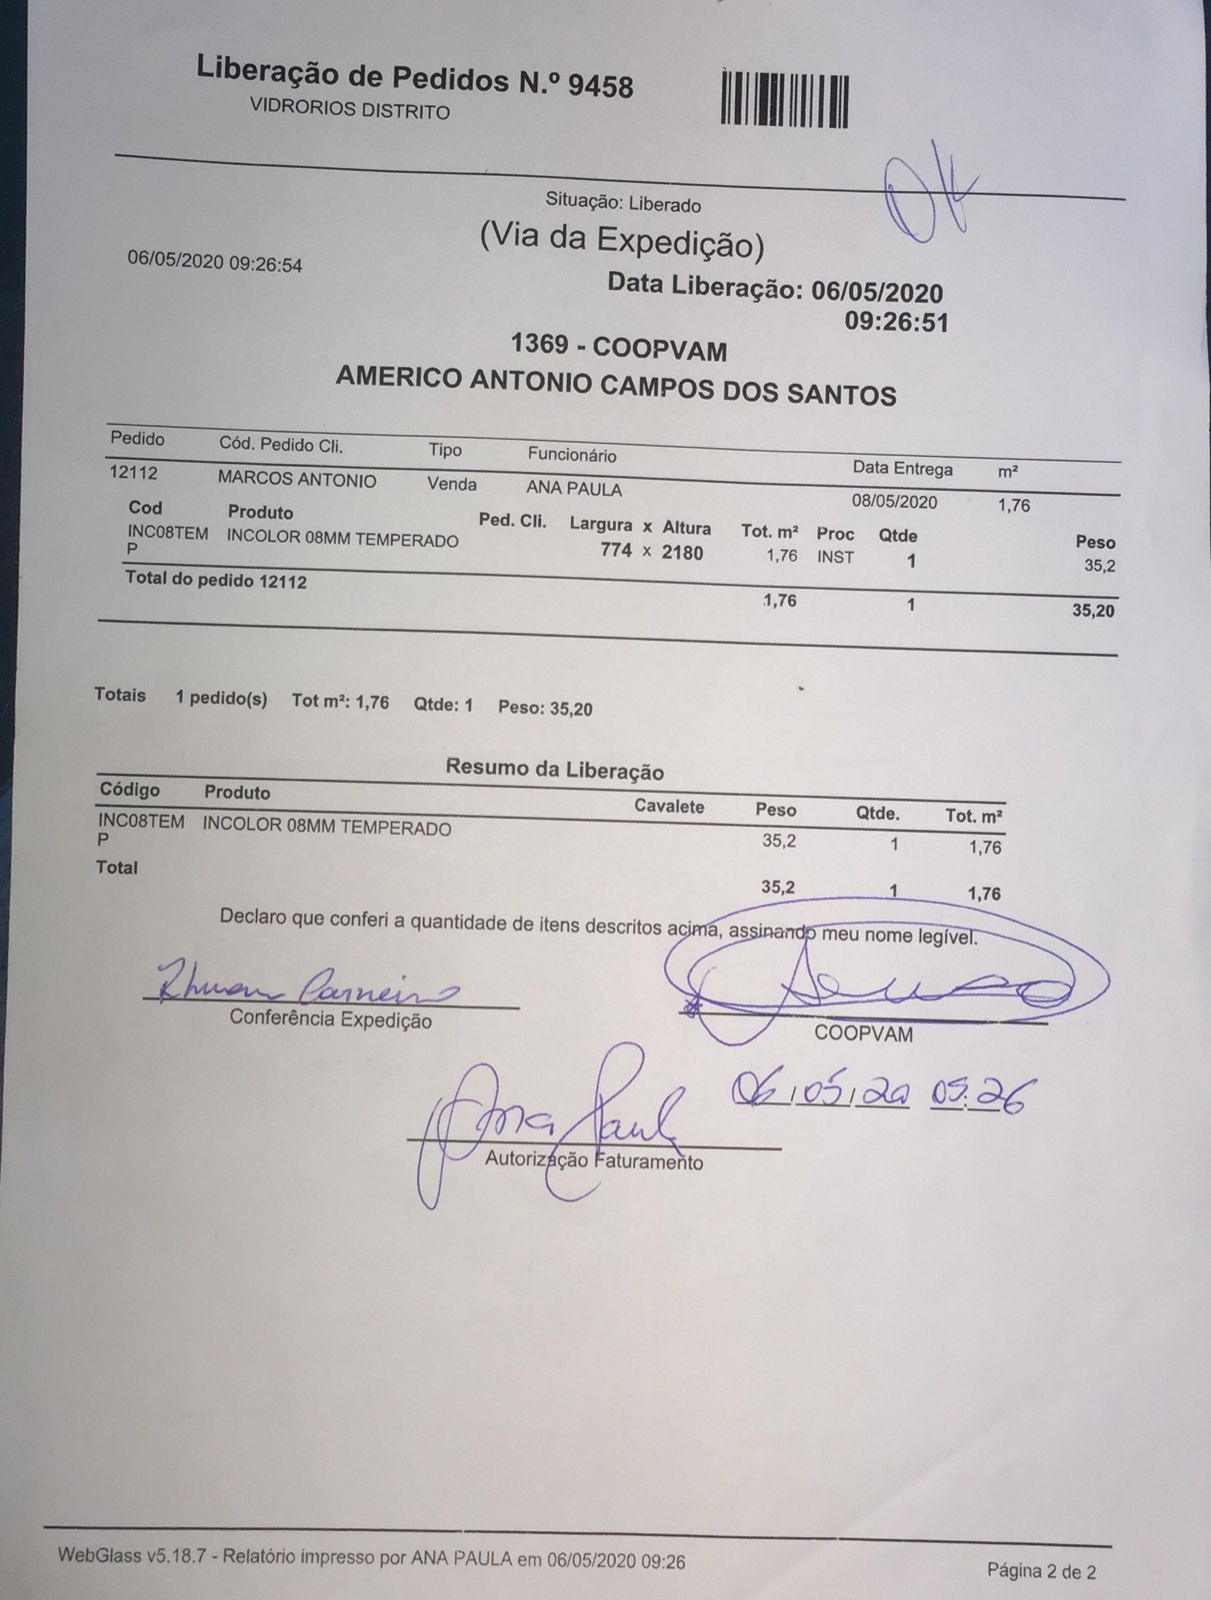 Liberação de Pedidos N.º 9458
VIDRORIOS DISTRITO
OK
Situação: Liberado
(Via da Expedição)
06/05/2020 09:26:54
Data Liberação: 06/05/2020
09:26:51
1369 - COOPVAM
AMERICO ANTONIO CAMPOS DOS SANTOS
Pedido Cód. Pedido Cli. Tipo Funcionário Data Entrega m²
12112 MARCOS ANTONIO Venda ANA PAULA 08/05/2020 1,76
Cod Produto Ped. Cli. Largura x Altura Tot. m² Proc Qtde Peso
INC08TEM INCOLOR 08MM TEMPERADO 774 x 2180 1,76 INST 1 35,2
P
Total do pedido 12112 1,76 1 35,20
Totais 1 pedido(s) Tot m²: 1,76 Qtde: 1 Peso: 35,20
Resumo da Liberação
Código Produto Cavalete Peso Qtde. Tot. m²
INC08TEM INCOLOR 08MM TEMPERADO 35,2 1 1,76
P
Total 35,2 1 1,76
Declaro que conferi a quantidade de itens descritos acima, assinando meu nome legível.
Carneiro
Conferência Expedição
COOPVAM
06/05/20 09:26
Ana Paula
Autorização Faturamento
WebGlass v5.18.7 - Relatório impresso por ANA PAULA em 06/05/2020 09:26
Página 2 de 2